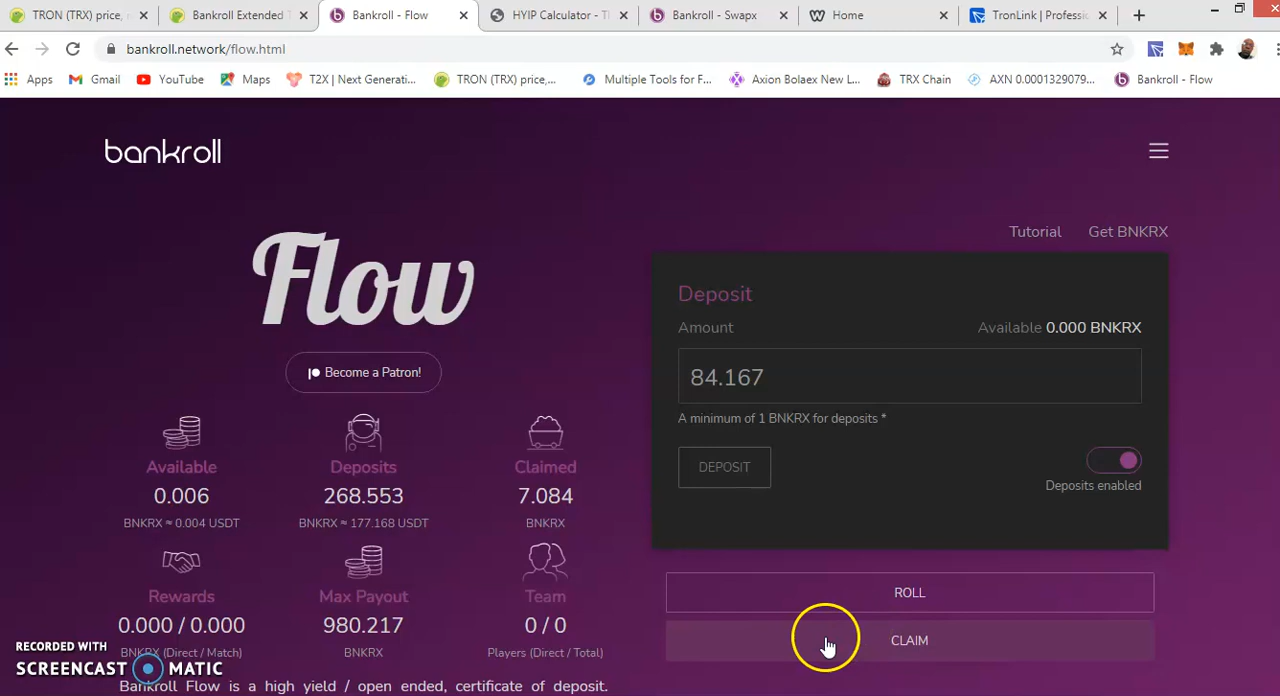 TRON (TRX) price,
Bankroll Extended T
Bankroll - Flow
HYIP Calculator - Th
Bankroll - Swapx
Home
TronLink | Profess
bankroll.network/flow.html
Apps
Gmail
YouTube
Maps
T2X | Next Generati...
TRON (TRX) price,...
Multiple Tools for F...
Axion Bolaex New L...
TRX Chain
AXN 0.0001329079...
Bankroll - Flow
bankroll
Tutorial
Get BNKRX
Flow
Become a Patron!
Deposit
Amount
Available 0.000 BNKRX
84.167
A minimum of 1 BNKRX for deposits *
DEPOSIT
Deposits enabled
Available
0.006
BNKRX ≈ 0.004 USDT
Deposits
268.553
BNKRX ≈ 177.168 USDT
Claimed
7.084
BNKRX
Rewards
0.000 / 0.000
BNKRX (Direct / Match)
Max Payout
980.217
BNKRX
Team
0 / 0
Players (Direct / Total)
ROLL
CLAIM
Bankroll Flow is a high yield / open ended, certificate of deposit.
RECORDED WITH
SCREENCAST MATIC